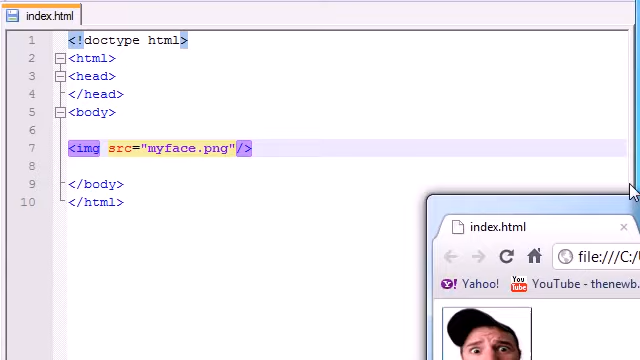 index.html
1 <!doctype html>
2 <html>
3 <head>
4 </head>
5 <body>
6
7 <img src="myface.png"/>
8
9 </body>
10 </html>
index.html
file:///C:/
Yahoo! YouTube - thenewb.